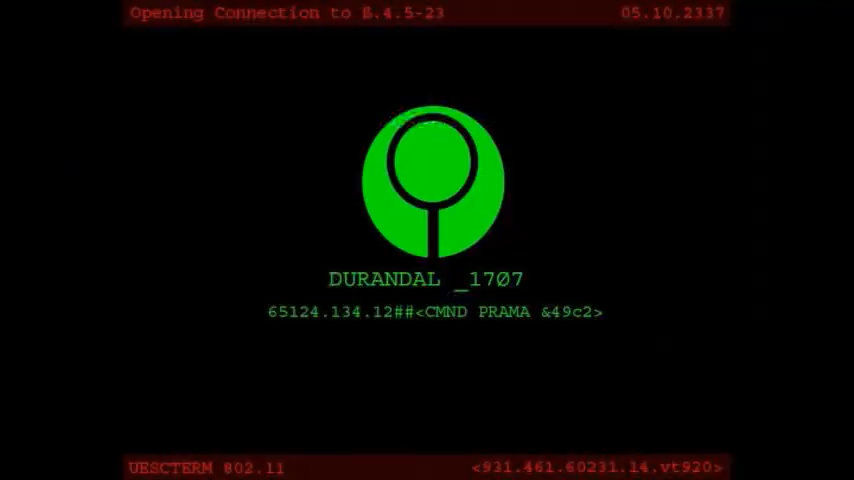 Opening Connection to ß.4.5-23 05.10.2337
DURANDAL _17Ø7
65124.134.12##<CMND PRAMA &49c2>
UESCTERM 802.11 <931.461.60231.14.vt920>